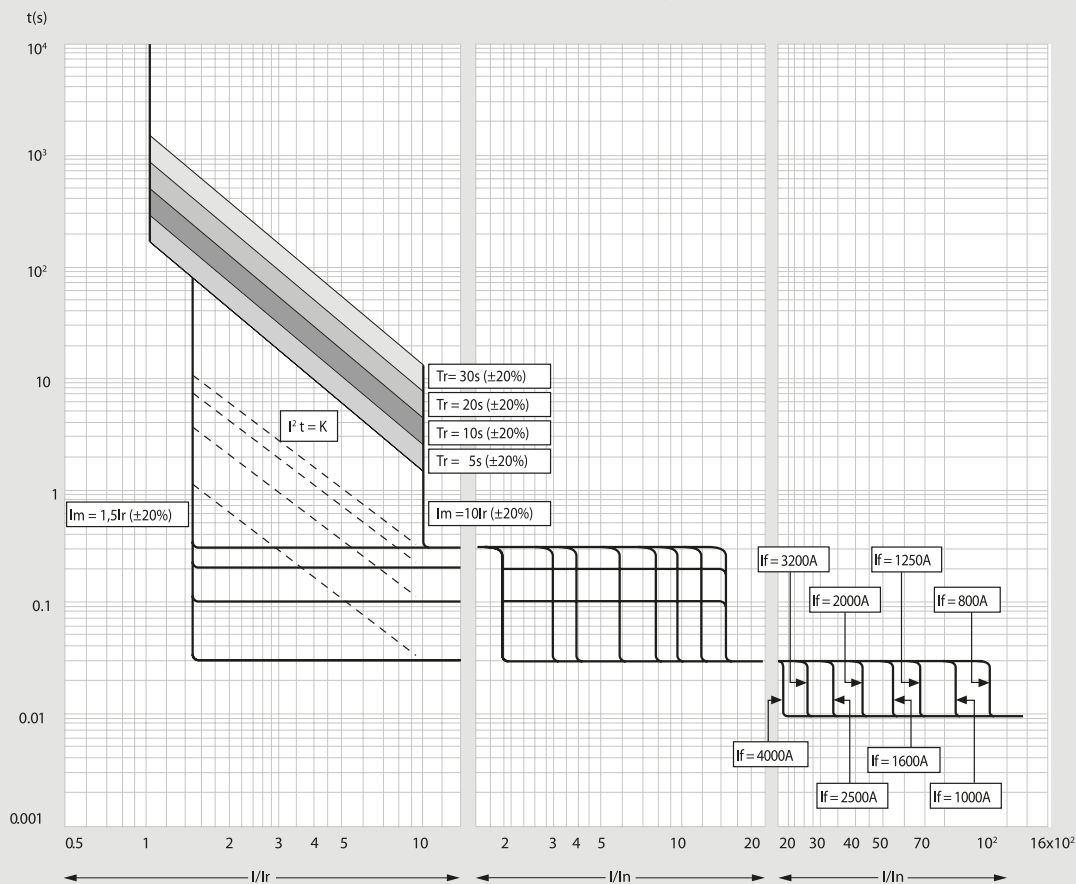 t(s)
10⁴
10³
10²
10
1
0.1
0.01
0.001
Tr= 30s (±20%)
Tr= 20s (±20%)
Tr= 10s (±20%)
Tr= 5s (±20%)
I² t = K
Im = 1,5Ir (±20%)
Im =10Ir (±20%)
If = 3200A
If = 1250A
If = 2000A
If = 800A
If = 4000A
If = 1600A
If = 2500A
If = 1000A
0.5 1 2 3 4 5 10
2 3 4 5 10 20
20 30 40 50 70 10² 16x10²
I/Ir
I/In
I/In